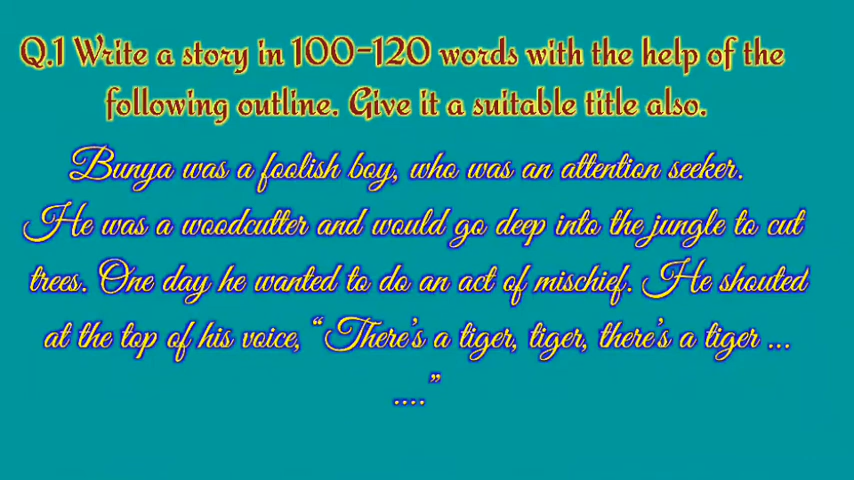 Q.1 Write a story in 100-120 words with the help of the
following outline. Give it a suitable title also.
Bunya was a foolish boy, who was an attention seeker.
He was a woodcutter and would go deep into the jungle to cut
trees. One day he wanted to do an act of mischief. He shouted
at the top of his voice, “There’s a tiger, tiger, there’s a tiger ...
....”